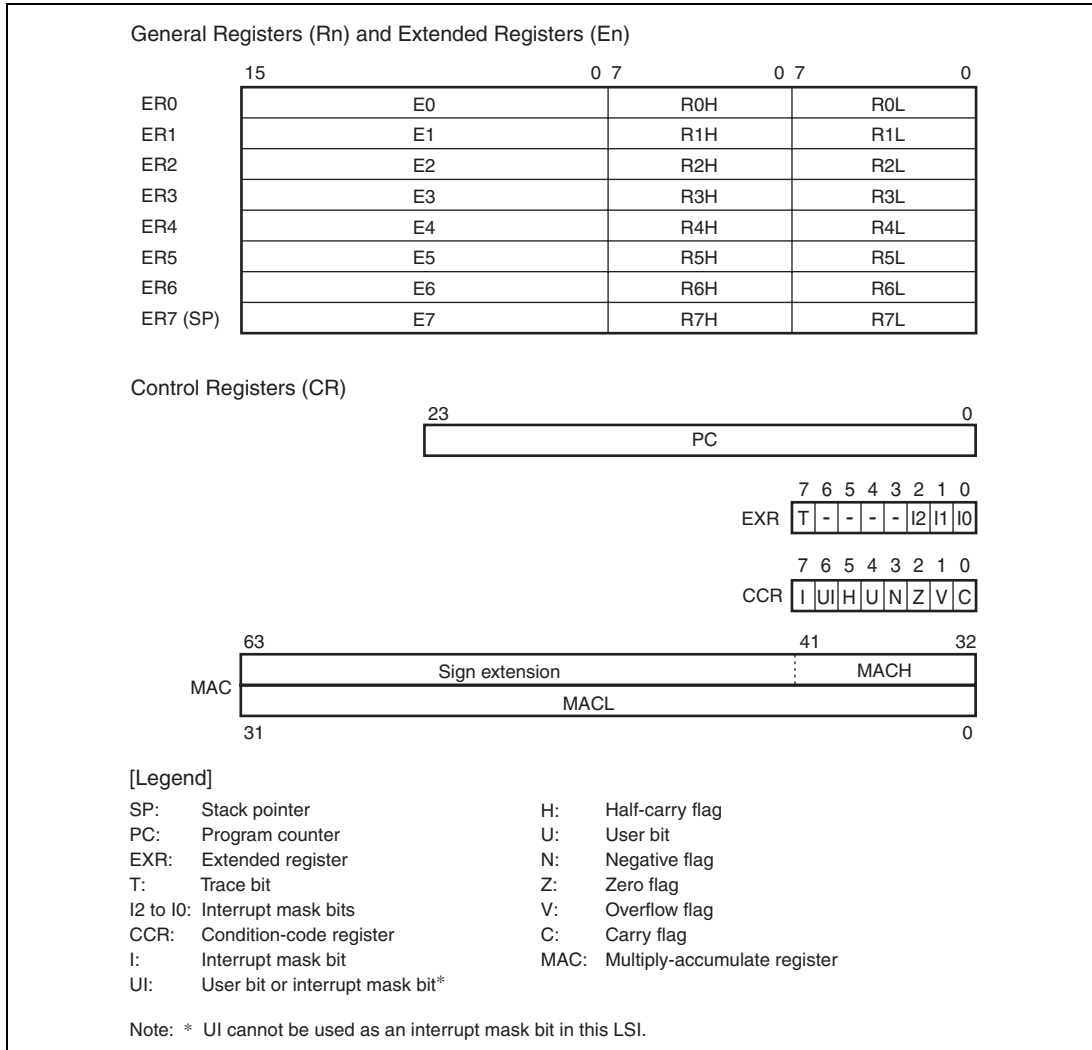 General Registers (Rn) and Extended Registers (En)
15 0 7 0 7 0
ER0 E0 R0H R0L
ER1 E1 R1H R1L
ER2 E2 R2H R2L
ER3 E3 R3H R3L
ER4 E4 R4H R4L
ER5 E5 R5H R5L
ER6 E6 R6H R6L
ER7 (SP) E7 R7H R7L
Control Registers (CR)
23 0
PC
7 6 5 4 3 2 1 0
EXR T - - - - I2 I1 I0
7 6 5 4 3 2 1 0
CCR I UI H U N Z V C
63 41 32
Sign extension MACH
MAC
MACL
31 0
[Legend]
SP: Stack pointer
PC: Program counter
EXR: Extended register
T: Trace bit
I2 to I0: Interrupt mask bits
CCR: Condition-code register
I: Interrupt mask bit
UI: User bit or interrupt mask bit*
H: Half-carry flag
U: User bit
N: Negative flag
Z: Zero flag
V: Overflow flag
C: Carry flag
MAC: Multiply-accumulate register
Note: * UI cannot be used as an interrupt mask bit in this LSI.